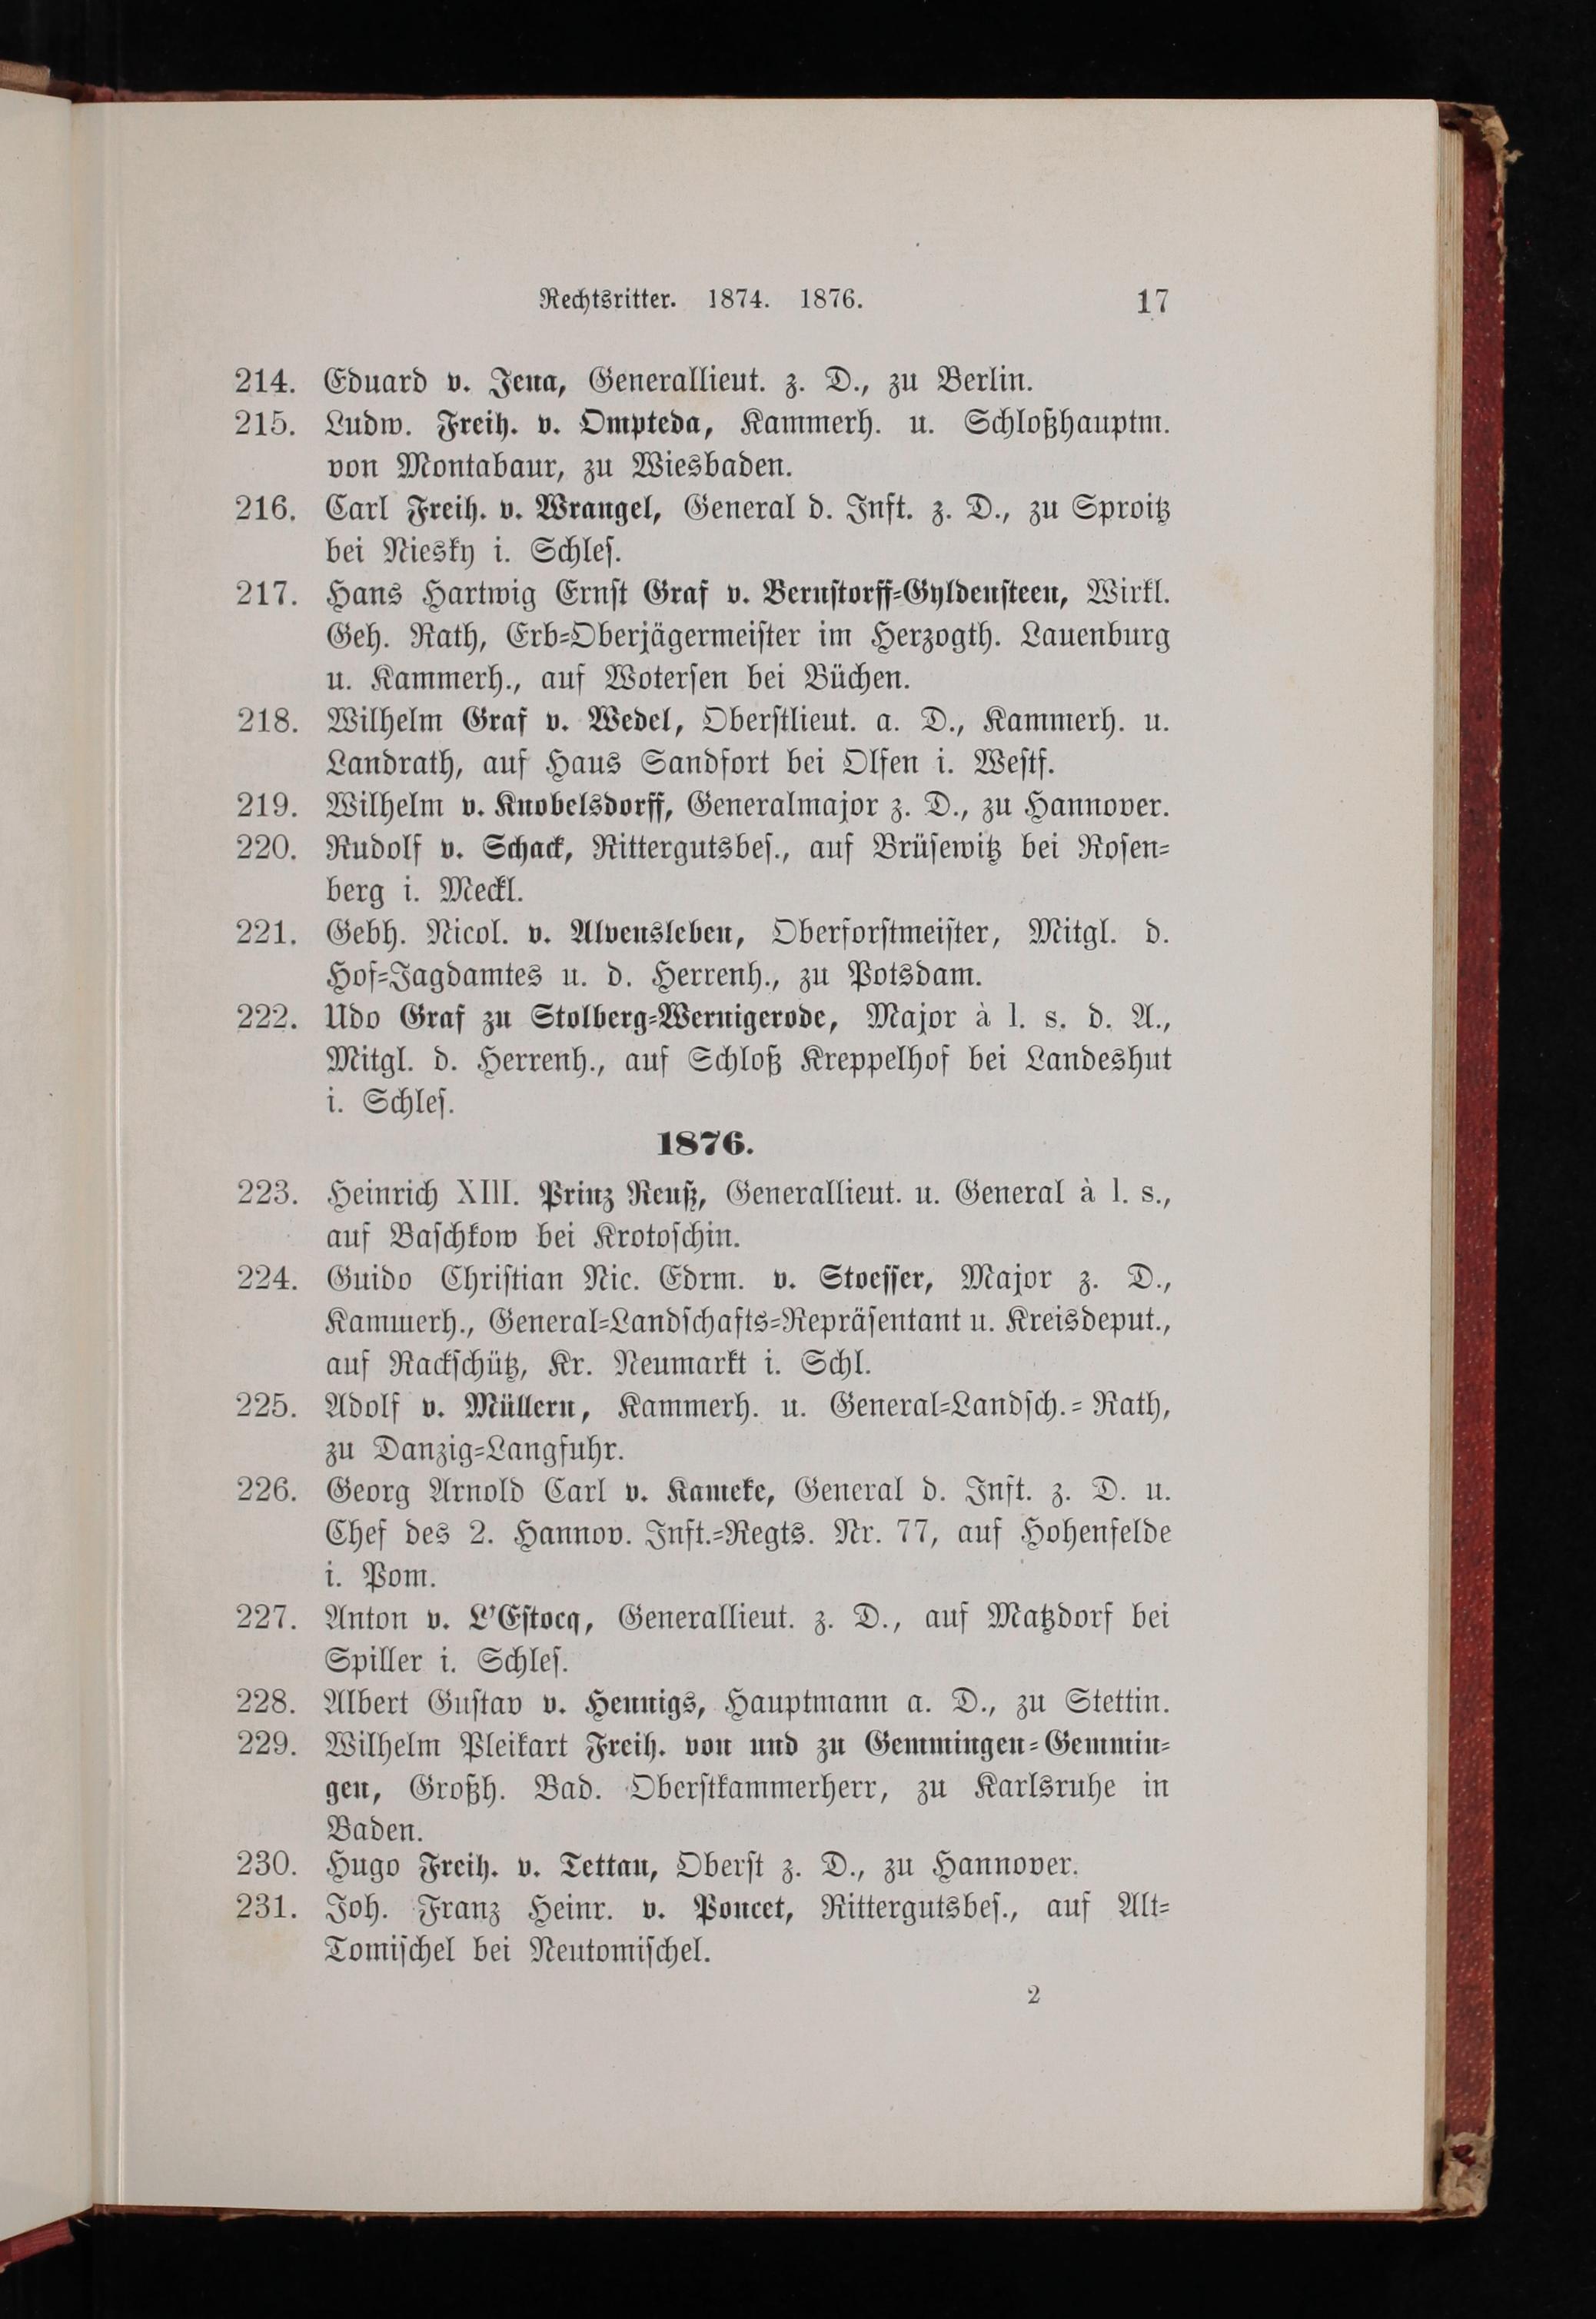 Rechtsritter. 1874. 1876. 17
214. Eduard v. Jena, Generallieut. z. D., zu Berlin.
215. Ludw. Freih. v. Ompteda, Kammerh. u. Schloßhauptm.
von Montabaur, zu Wiesbaden.
216. Carl Freih. v. Wrangel, General d. Inft. z. D., zu Sproitz
bei Niesky i. Schleſ.
217. Hans Hartwig Ernſt Graf v. Bernſtorff=Gyldenſteen, Wirkl.
Geh. Rath, Erb=Oberjägermeiſter im Herzogth. Lauenburg
u. Kammerh., auf Woterſen bei Büchen.
218. Wilhelm Graf v. Wedel, Oberſtlieut. a. D., Kammerh. u.
Landrath, auf Haus Sandfort bei Olfen i. Weſtf.
219. Wilhelm v. Knobelsdorff, Generalmajor z. D., zu Hannover.
220. Rudolf v. Schack, Rittergutsbeſ., auf Brüſewitz bei Roſen=
berg i. Meckl.
221. Gebh. Nicol. v. Alvensleben, Oberforſtmeiſter, Mitgl. d.
Hof=Jagdamtes u. d. Herrenh., zu Potsdam.
222. Udo Graf zu Stolberg=Wernigerode, Major à l. s. d. A.,
Mitgl. d. Herrenh., auf Schloß Kreppelhof bei Landeshut
i. Schleſ.
1876.
223. Heinrich XIII. Prinz Reuß, Generallieut. u. General à l. s.,
auf Baſchkow bei Krotoſchin.
224. Guido Chriſtian Nic. Edrm. v. Stoeſſer, Major z. D.,
Kammerh., General=Landſchafts=Repräſentant u. Kreisdeput.,
auf Rackſchütz, Kr. Neumarkt i. Schl.
225. Adolf v. Müllern, Kammerh. u. General=Landſch.=Rath,
zu Danzig=Langfuhr.
226. Georg Arnold Carl v. Kameke, General d. Inft. z. D. u.
Chef des 2. Hannov. Inft.=Regts. Nr. 77, auf Hohenfelde
i. Pom.
227. Anton v. L'Eſtocq, Generallieut. z. D., auf Matzdorf bei
Spiller i. Schleſ.
228. Albert Guſtav v. Hennigs, Hauptmann a. D., zu Stettin.
229. Wilhelm Pleikart Freih. von und zu Gemmingen=Gemmin=
gen, Großh. Bad. Oberſtkammerherr, zu Karlsruhe in
Baden.
230. Hugo Freih. v. Tettau, Oberſt z. D., zu Hannover.
231. Joh. Franz Heinr. v. Poncet, Rittergutsbeſ., auf Alt=
Tomiſchel bei Neutomiſchel.
2